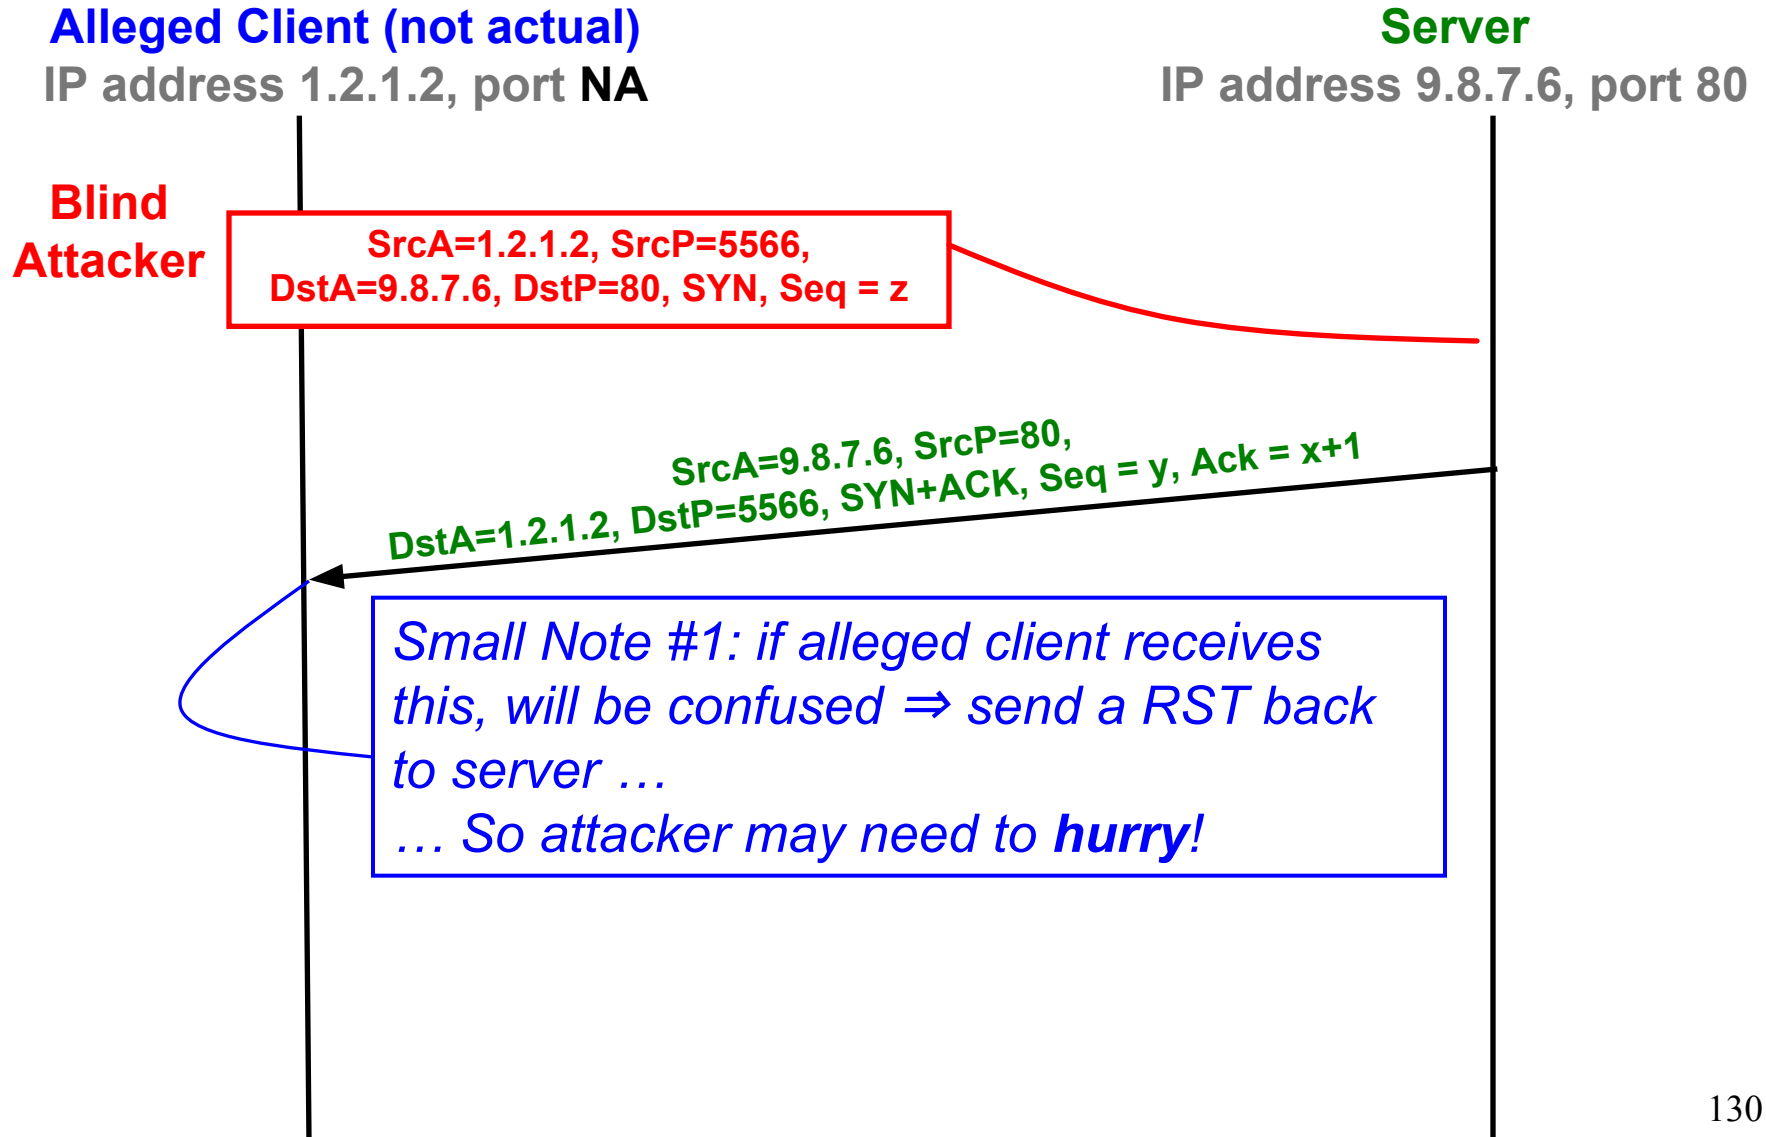 Alleged Client (not actual)
IP address 1.2.1.2, port NA
Server
IP address 9.8.7.6, port 80
Blind
Attacker
SrcA=1.2.1.2, SrcP=5566,
DstA=9.8.7.6, DstP=80, SYN, Seq = z
SrcA=9.8.7.6, SrcP=80,
DstA=1.2.1.2, DstP=5566, SYN+ACK, Seq = y, Ack = x+1
Small Note #1: if alleged client receives
this, will be confused ⇒ send a RST back
to server …
… So attacker may need to hurry!
130